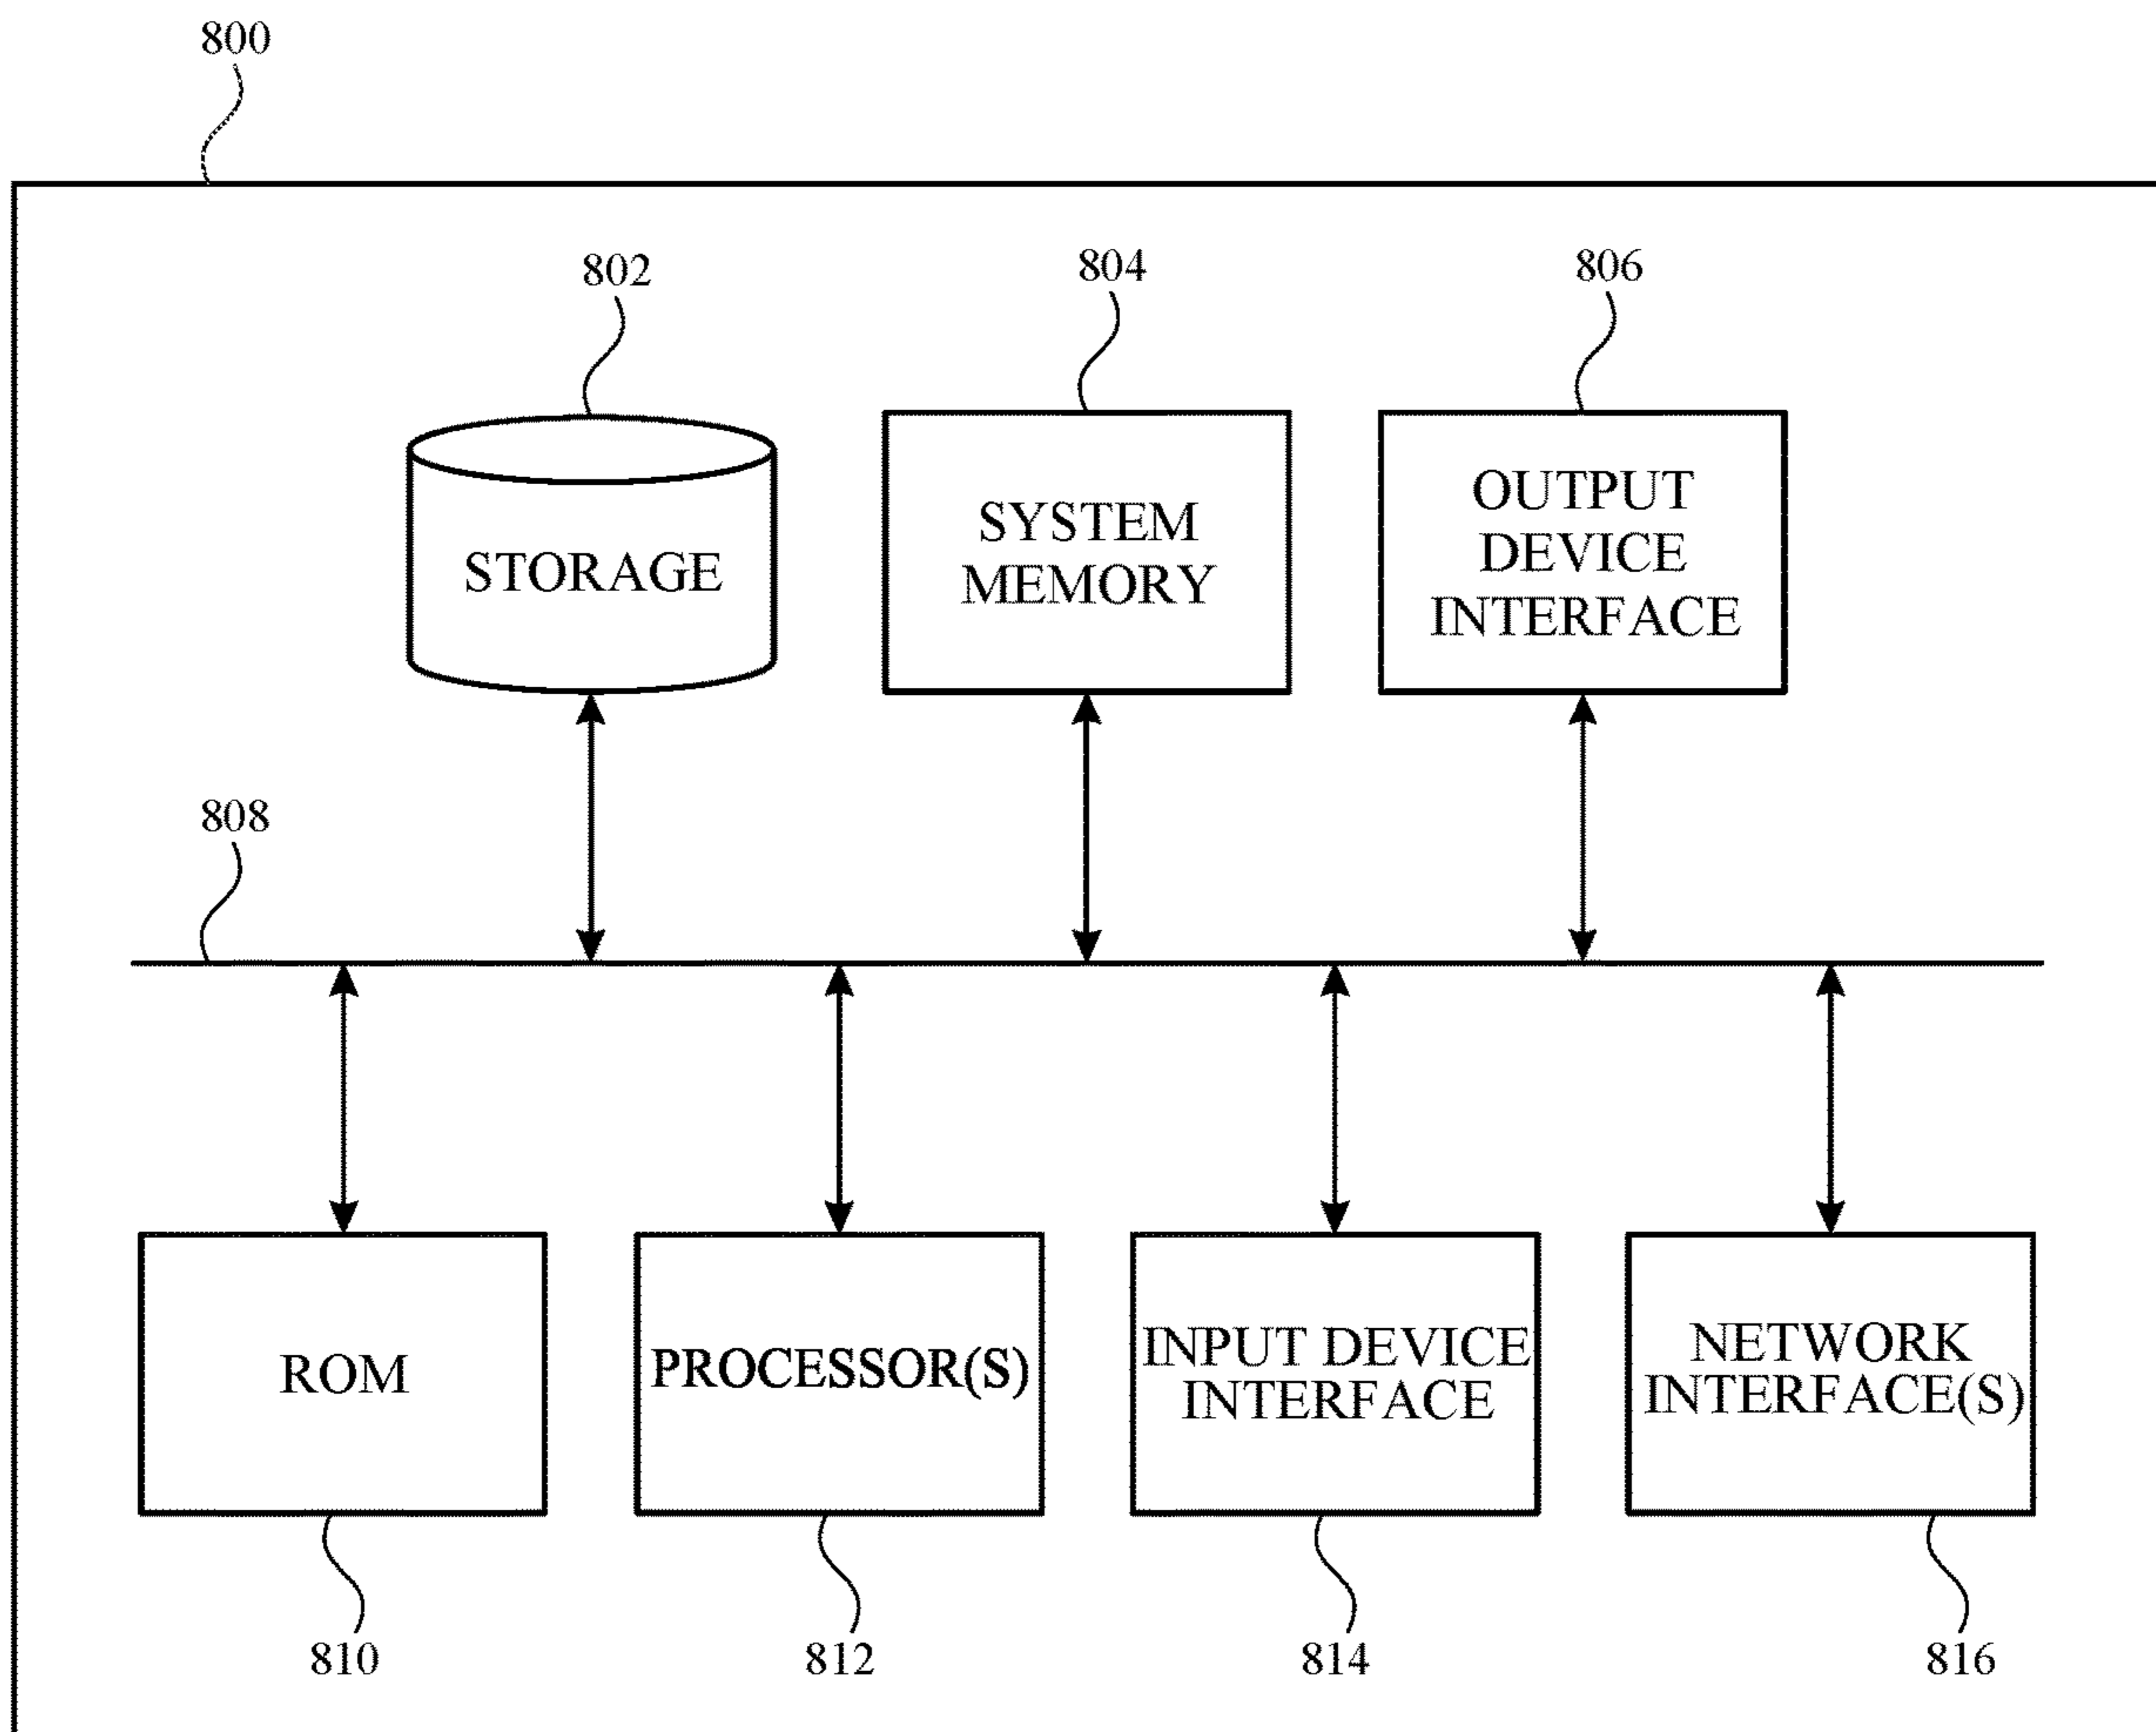 800
802
804
806
STORAGE
SYSTEM
MEMORY
OUTPUT
DEVICE
INTERFACE
808
ROM
PROCESSOR(S)
INPUT DEVICE
INTERFACE
NETWORK
INTERFACE(S)
810
812
814
816